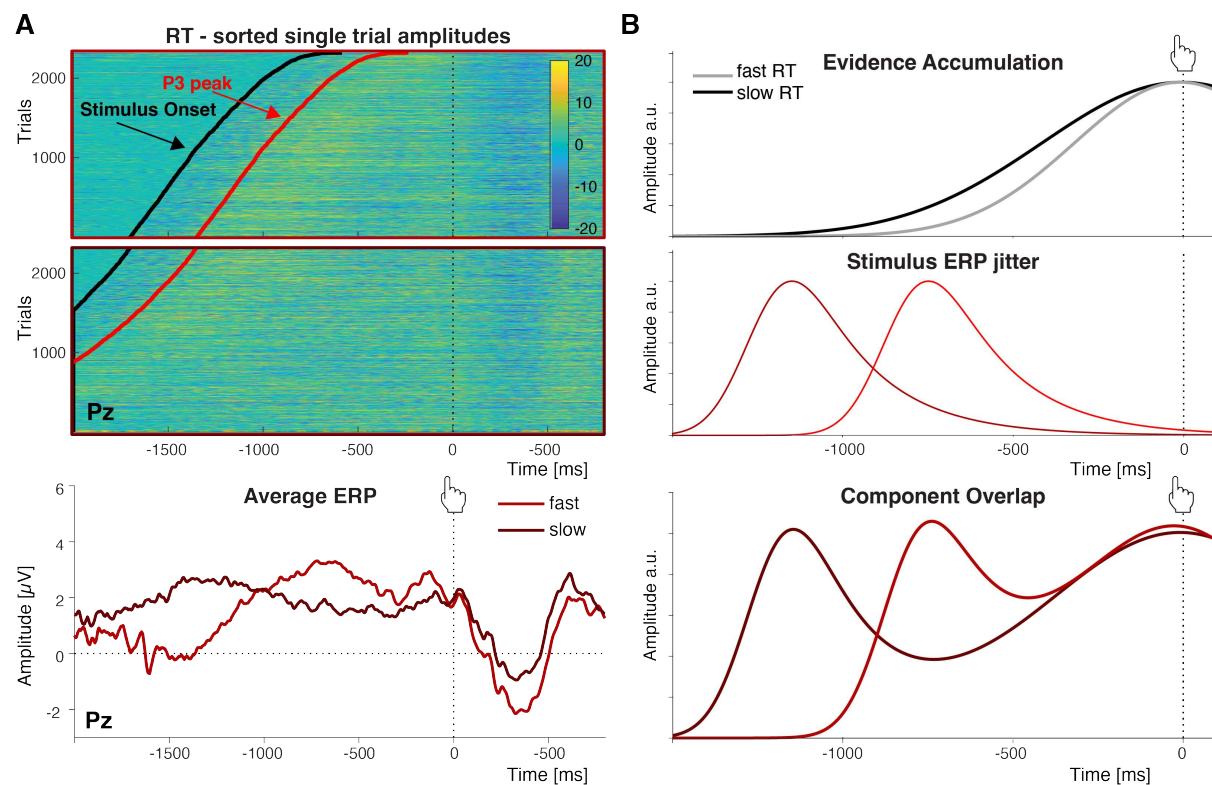 A
RT - sorted single trial amplitudes
Trials
2000
1000
P3 peak
Stimulus Onset
20
10
0
-10
-20
Trials
2000
1000
Pz
-1500
-1000
-500
0
-500
Time [ms]
Average ERP
fast
slow
Amplitude [µV]
6
4
2
0
-2
Pz
-1500
-1000
-500
0
-500
Time [ms]
B
Evidence Accumulation
fast RT
slow RT
Amplitude a.u.
Stimulus ERP jitter
Amplitude a.u.
-1000
-500
0
Time [ms]
Component Overlap
Amplitude a.u.
-1000
-500
0
Time [ms]